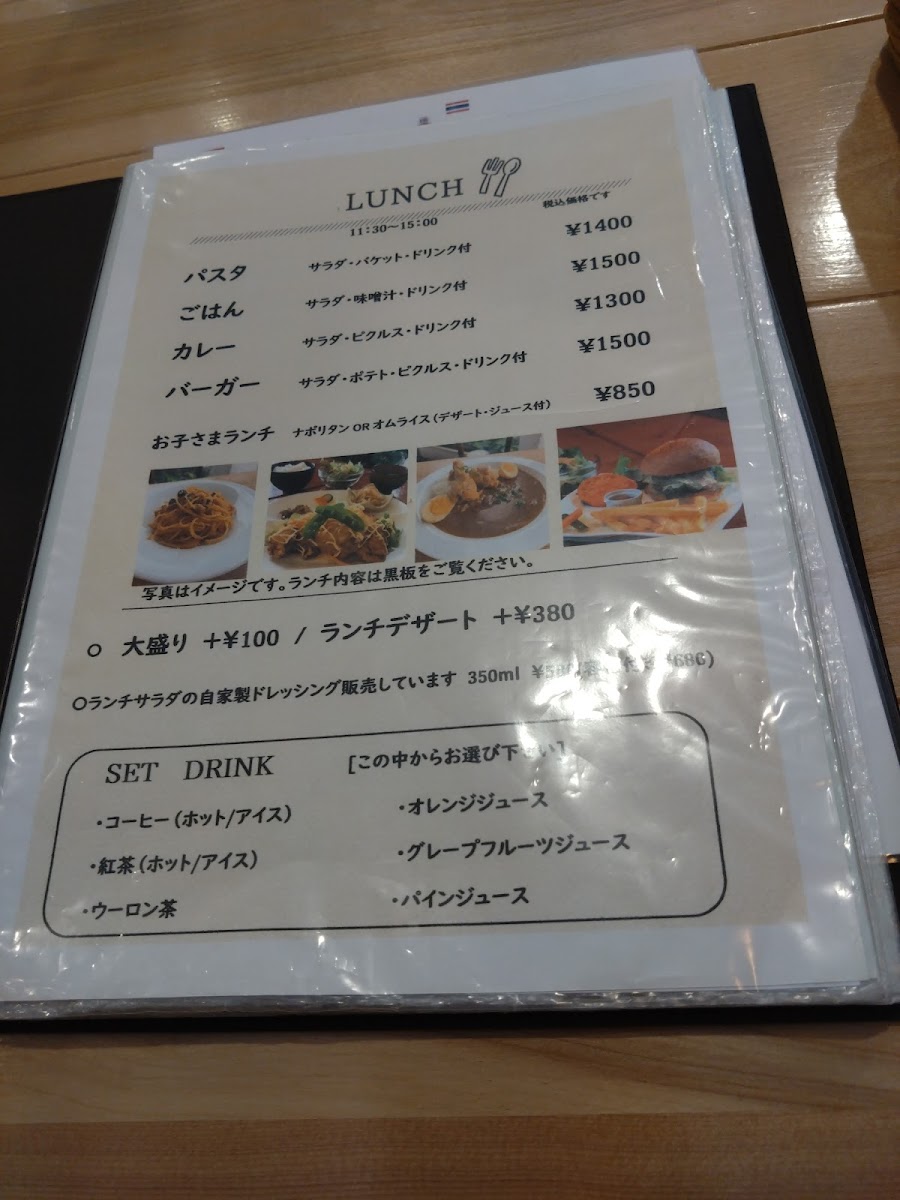 LUNCH
税込価格です
11:30～15:00
パスタ サラダ・バケット・ドリンク付 ¥1400
ごはん サラダ・味噌汁・ドリンク付 ¥1500
カレー サラダ・ピクルス・ドリンク付 ¥1300
バーガー サラダ・ポテト・ピクルス・ドリンク付 ¥1500
お子さまランチ ナポリタン OR オムライス（デザート・ジュース付） ¥850
写真はイメージです。ランチ内容は黒板をご覧ください。
○ 大盛り +¥100 / ランチデザート +¥380
○ランチサラダの自家製ドレッシング販売しています 350ml
SET DRINK [この中からお選び下さい]
・コーヒー（ホット/アイス） ・オレンジジュース
・紅茶（ホット/アイス） ・グレープフルーツジュース
・ウーロン茶 ・パインジュース